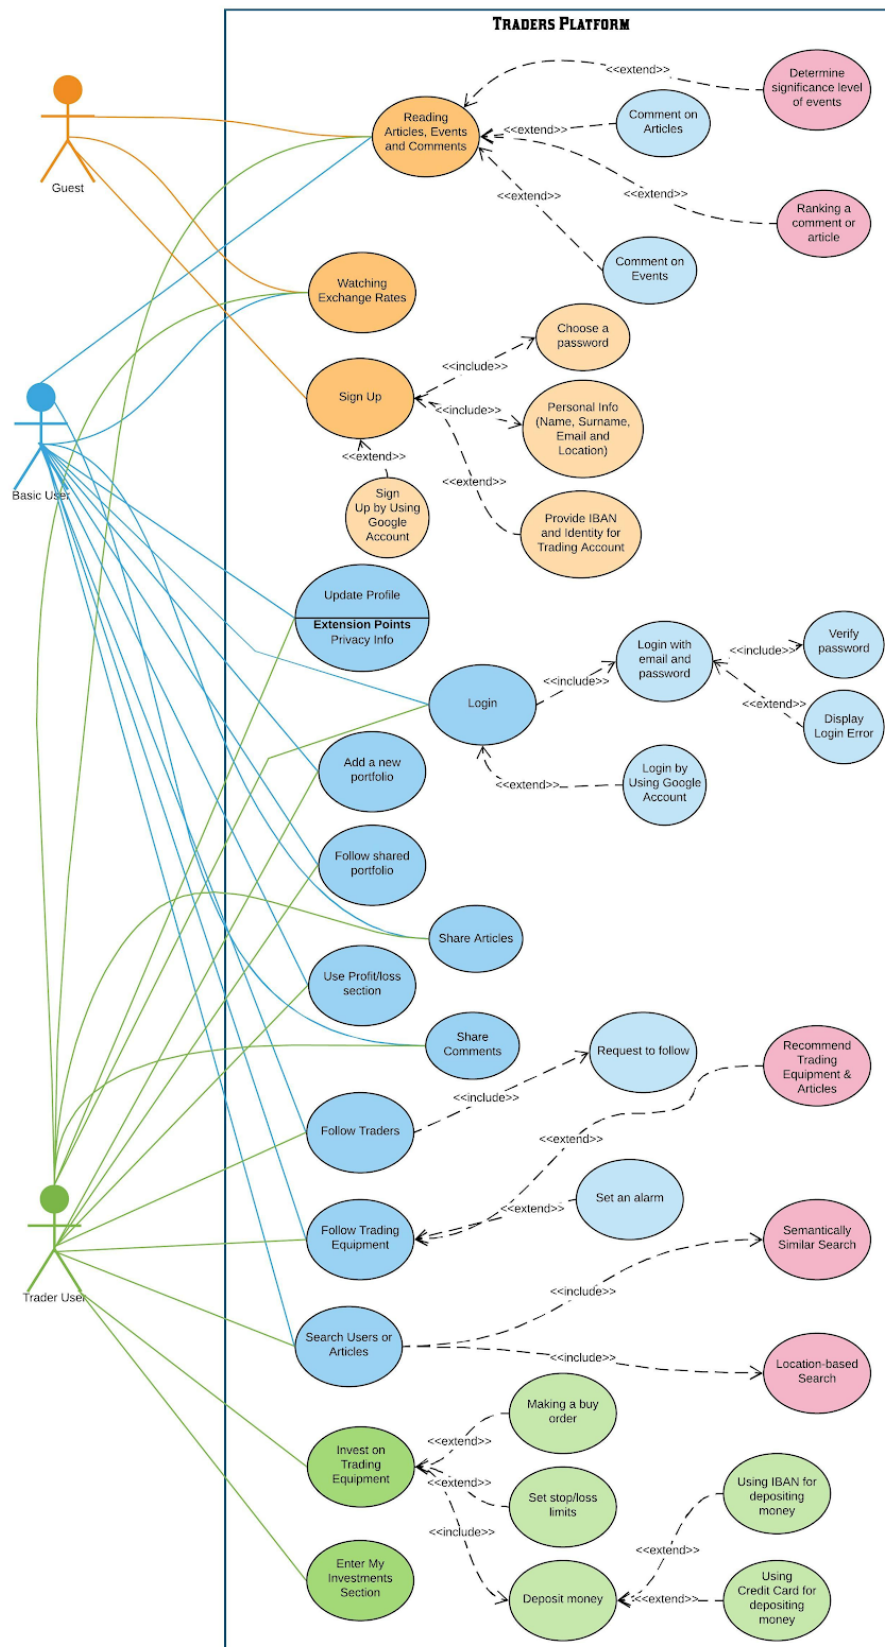 TRADERS PLATFORM
<<extend>>
Determine
significance level
of events
Reading
Articles, Events
and Comments
<<extend>>
Comment on
Articles
Guest
<<extend>>
Ranking a
comment or
article
<<extend>>
Comment on
Events
Watching
Exchange Rates
Choose a
password
<<include>>
Sign Up
<<include>>
Personal Info
(Name, Surname,
Email and
Location)
<<extend>>
<<extend>>
Basic User
Sign
Up by Using
Google
Account
Provide IBAN
and Identity for
Trading Account
Update Profile
Extension Points
Privacy Info
Login with
email and
password
<<include>>
Verify
password
<<include>>
Login
<<extend>>
Display
Login Error
Add a new
portfolio
<<extend>>
Login by
Using Google
Account
Follow shared
portfolio
Share Articles
Use Profit/loss
section
Share
Comments
Request to follow
Recommend
Trading
Equipment &
Articles
<<include>>
Follow Traders
<<extend>>
Set an alarm
<<extend>>
Follow Trading
Equipment
Semantically
Similar Search
Trader User
<<include>>
Search Users or
Articles
<<include>>
Location-based
Search
Making a buy
order
<<extend>>
Invest on
Trading
Equipment
<<extend>>
Set stop/loss
limits
<<include>>
Using IBAN for
depositing
money
<<extend>>
Enter My
Investments
Section
Deposit money
<<extend>>
Using
Credit Card for
depositing
money